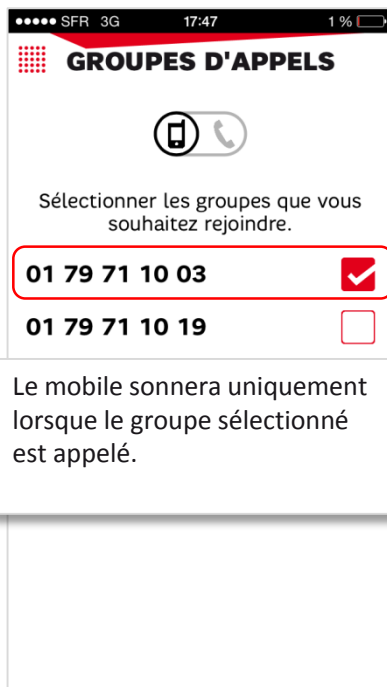 SFR 3G 17:47 1 %
GROUPES D'APPELS
Sélectionner les groupes que vous
souhaitez rejoindre.
01 79 71 10 03
01 79 71 10 19
Le mobile sonnera uniquement
lorsque le groupe sélectionné
est appelé.